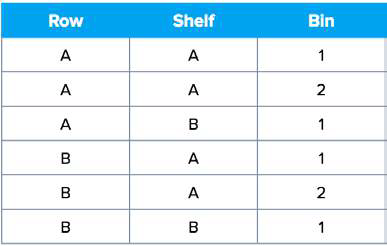 Row Shelf Bin
A A 1
A A 2
A B 1
B A 1
B A 2
B B 1